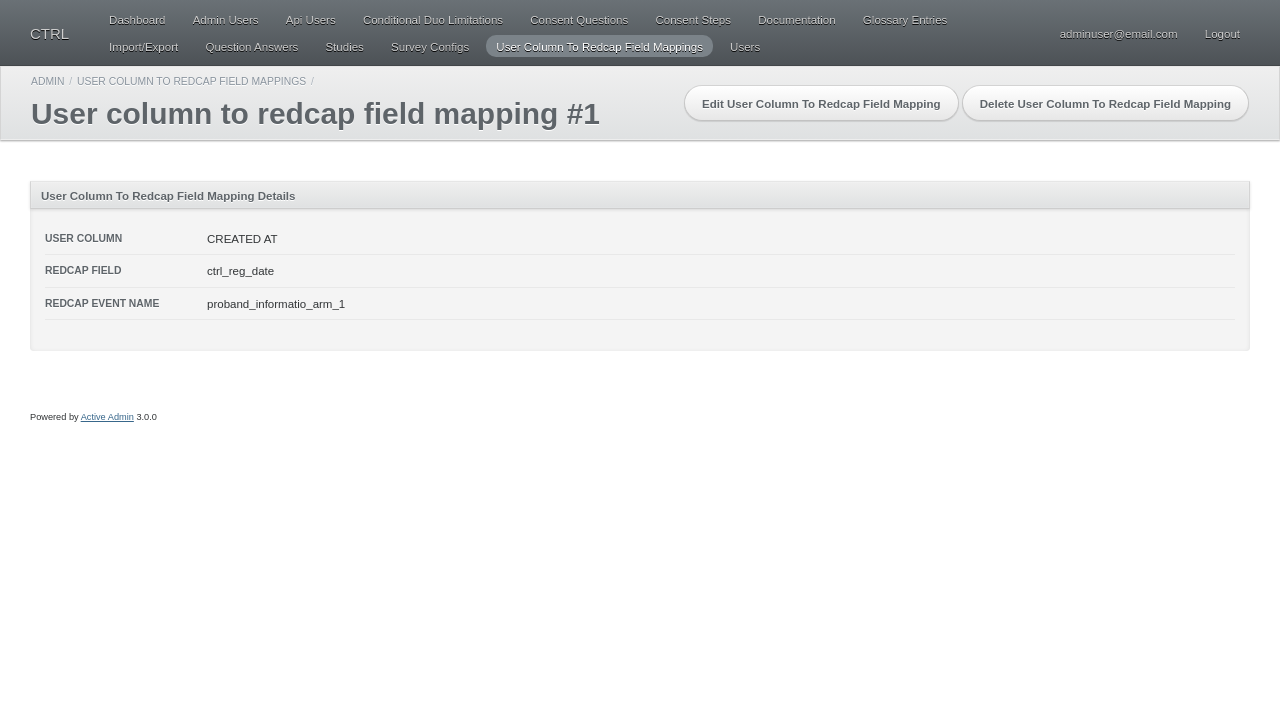 CTRL
Dashboard Admin Users Api Users Conditional Duo Limitations Consent Questions Consent Steps Documentation Glossary Entries
Import/Export Question Answers Studies Survey Configs User Column To Redcap Field Mappings Users
adminuser@email.com Logout
ADMIN / USER COLUMN TO REDCAP FIELD MAPPINGS /
User column to redcap field mapping #1
Edit User Column To Redcap Field Mapping Delete User Column To Redcap Field Mapping
User Column To Redcap Field Mapping Details
USER COLUMN CREATED AT
REDCAP FIELD ctrl_reg_date
REDCAP EVENT NAME proband_informatio_arm_1
Powered by Active Admin 3.0.0